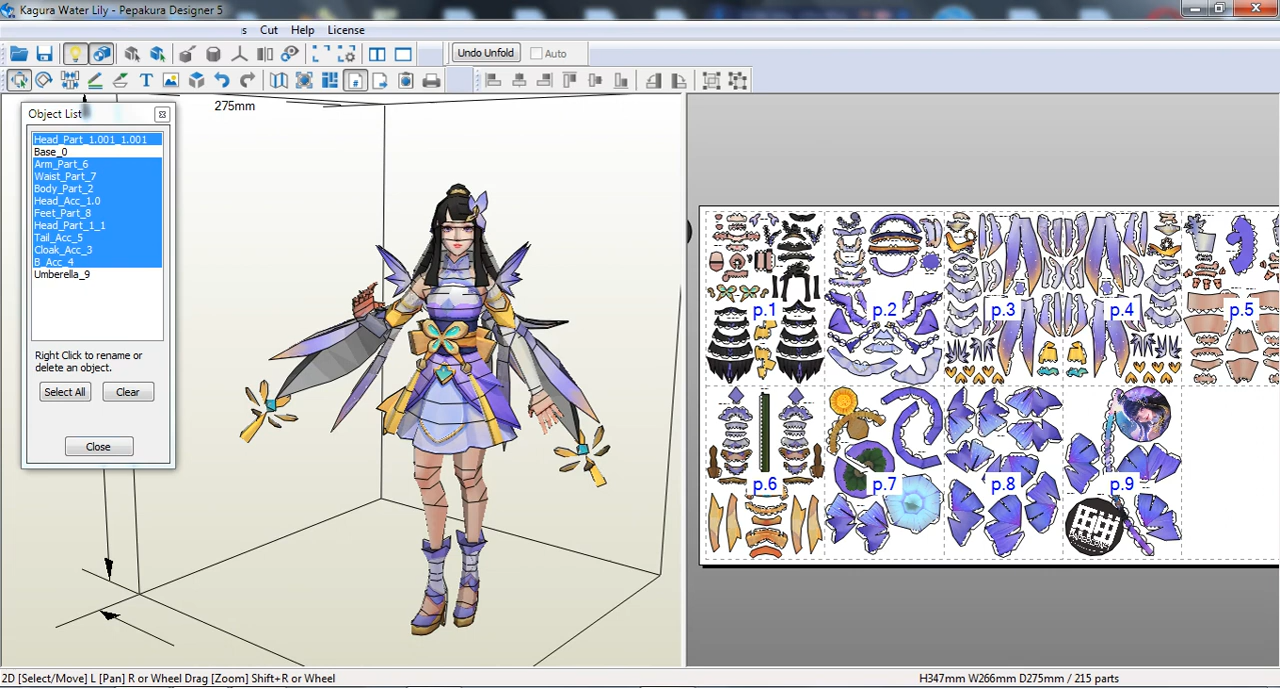 Kagura Water Lily - Pepakura Designer 5
s Cut Help License
Undo Unfold Auto
Object List
275mm
Head_Part_1.001_1.001
Base_0
Arm_Part_6
Waist_Part_7
Body_Part_2
Head_Acc_1.0
Feet_Part_8
Head_Part_1_1
Tail_Acc_5
Cloak_Acc_3
B_Acc_4
Umberella_9
Right Click to rename or
delete an object.
Select All Clear
Close
p.1 p.2 p.3 p.4 p.5
p.6 p.7 p.8 p.9
2D [Select/Move] L [Pan] R or Wheel Drag [Zoom] Shift+R or Wheel
H347mm W266mm D275mm / 215 parts